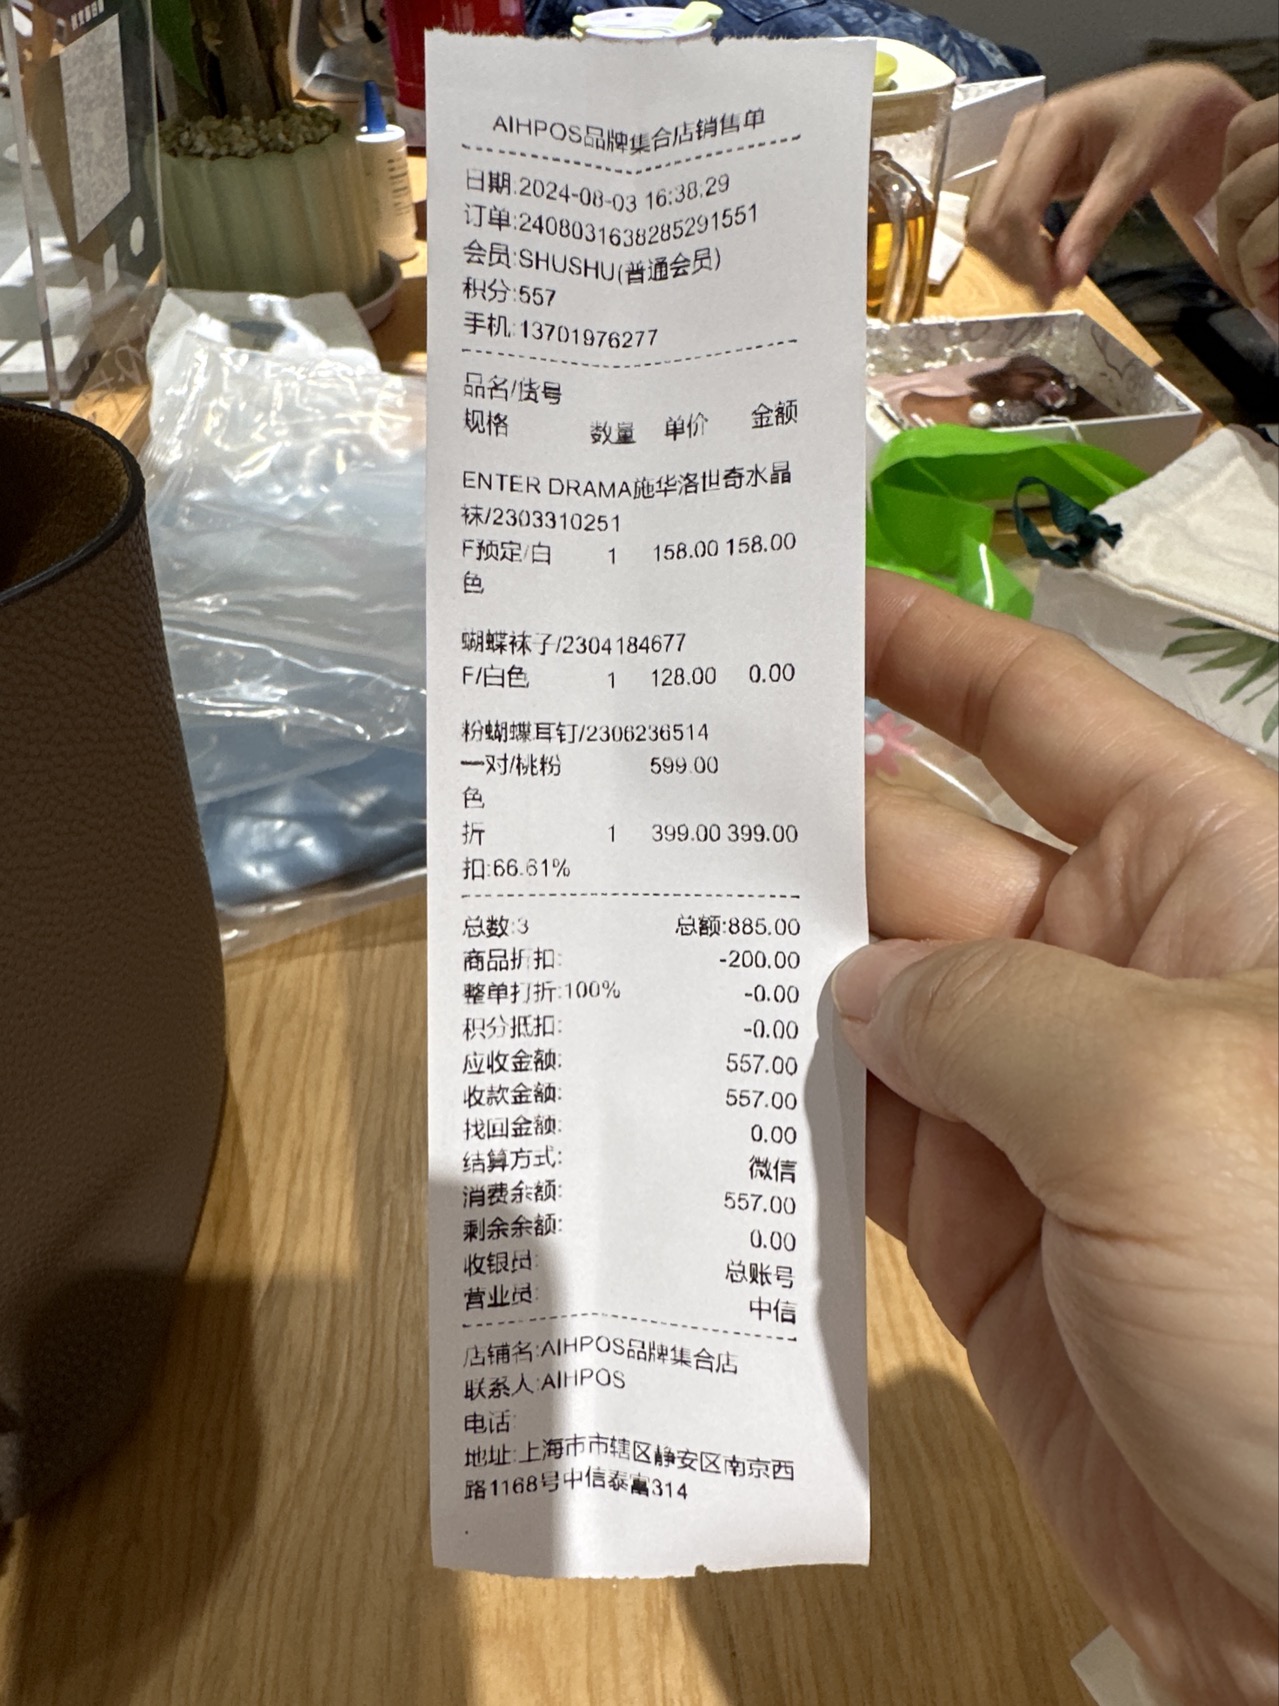 AIHPOS品牌集合店销售单
日期:2024-08-03 16:38:29
订单:2408031638285291551
会员:SHUSHU(普通会员)
积分:557
手机:13701976277
品名/货号
规格 数量 单价 金额
ENTER DRAMA施华洛世奇水晶
袜/2303310251
F预定/白 1 158.00 158.00
色
蝴蝶袜子/2304184677
F/白色 1 128.00 0.00
粉蝴蝶耳钉/2306236514
一对/桃粉 599.00
色
折 1 399.00 399.00
扣:66.61%
总数:3 总额:885.00
商品折扣: -200.00
整单打折:100% -0.00
积分抵扣: -0.00
应收金额: 557.00
收款金额: 557.00
找回金额: 0.00
结算方式: 微信
消费余额: 557.00
剩余余额: 0.00
收银员: 总账号
营业员: 中信
店铺名:AIHPOS品牌集合店
联系人:AIHPOS
电话:
地址:上海市市辖区静安区南京西
路1168号中信泰富314